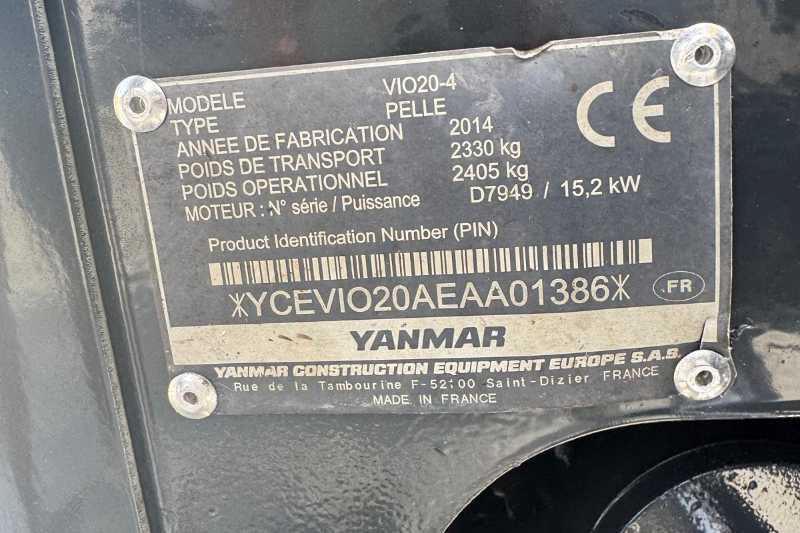 MODELE VIO20-4
TYPE PELLE
ANNEE DE FABRICATION 2014
POIDS DE TRANSPORT 2330 kg
POIDS OPERATIONNEL 2405 kg
MOTEUR : N° série / Puissance D7949 / 15,2 kW
CE
Product Identification Number (PIN)
*YCEVIO20AEAA01386*
FR
YANMAR
YANMAR CONSTRUCTION EQUIPMENT EUROPE S.A.S.
Rue de la Tambourine F-52100 Saint-Dizier FRANCE
MADE IN FRANCE